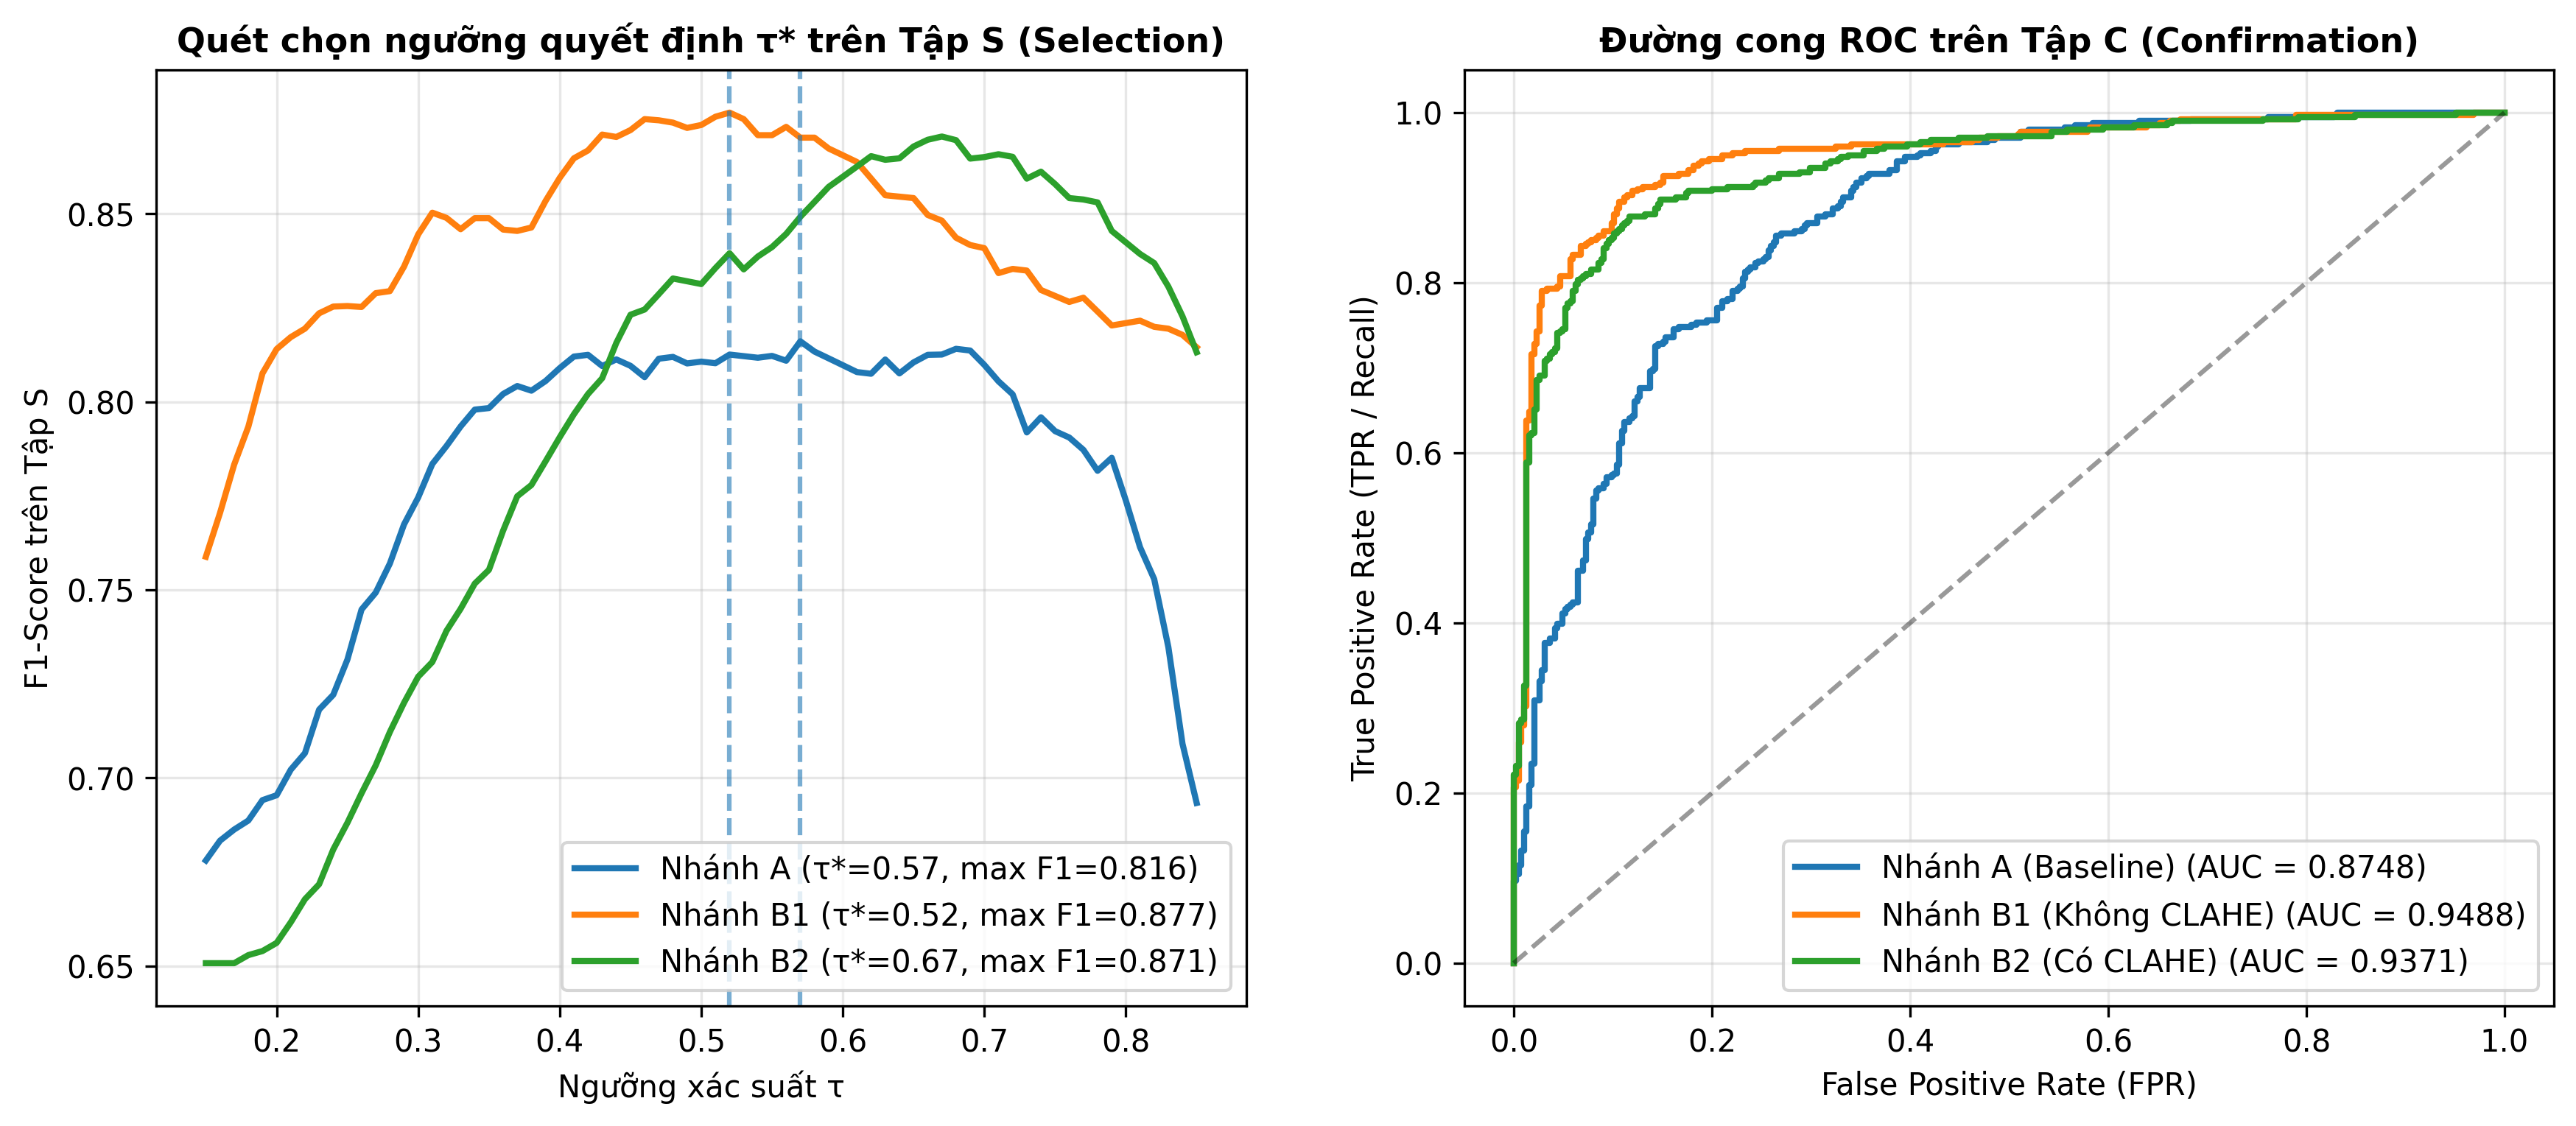 Quét chọn ngưỡng quyết định τ* trên Tập S (Selection)
F1-Score trên Tập S
0.85
0.80
0.75
0.70
0.65
0.2 0.3 0.4 0.5 0.6 0.7 0.8
Ngưỡng xác suất τ
Nhánh A (τ*=0.57, max F1=0.816)
Nhánh B1 (τ*=0.52, max F1=0.877)
Nhánh B2 (τ*=0.67, max F1=0.871)
Đường cong ROC trên Tập C (Confirmation)
True Positive Rate (TPR / Recall)
1.0
0.8
0.6
0.4
0.2
0.0
0.0 0.2 0.4 0.6 0.8 1.0
False Positive Rate (FPR)
Nhánh A (Baseline) (AUC = 0.8748)
Nhánh B1 (Không CLAHE) (AUC = 0.9488)
Nhánh B2 (Có CLAHE) (AUC = 0.9371)